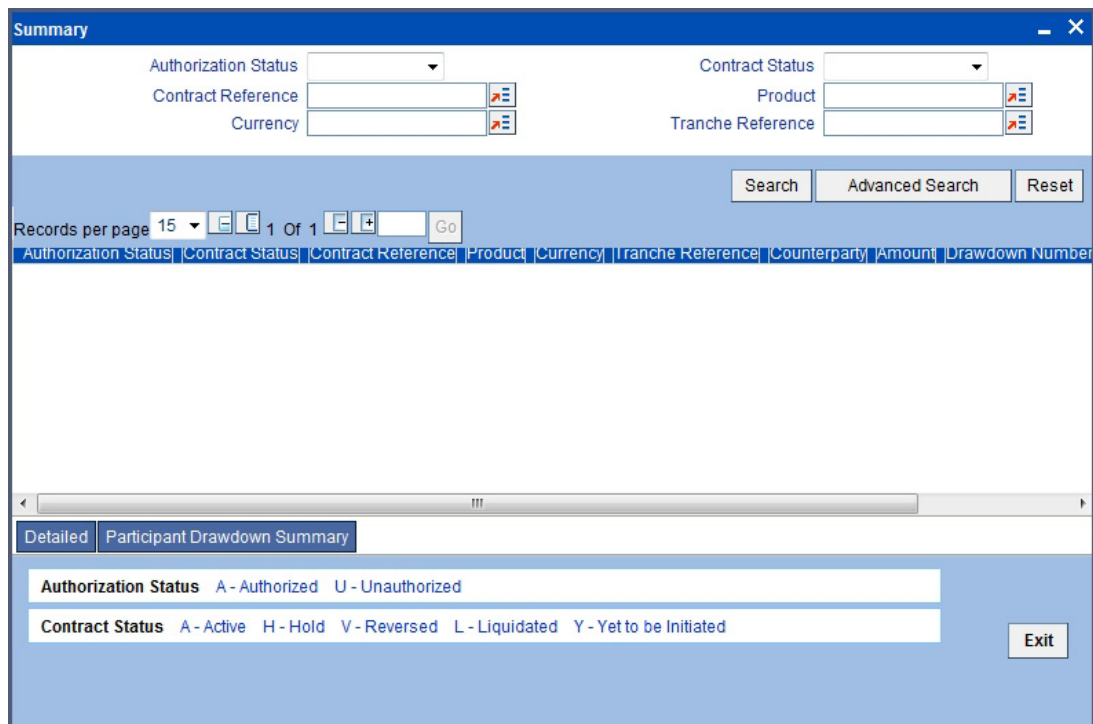 Summary
Authorization Status Contract Status
Contract Reference Product
Currency Tranche Reference
Search Advanced Search Reset
Records per page 15 1 Of 1 Go
Authorization Status Contract Status Contract Reference Product Currency Tranche Reference Counterparty Amount Drawdown Number
Detailed Participant Drawdown Summary
Authorization Status A - Authorized U - Unauthorized
Contract Status A - Active H - Hold V - Reversed L - Liquidated Y - Yet to be Initiated
Exit